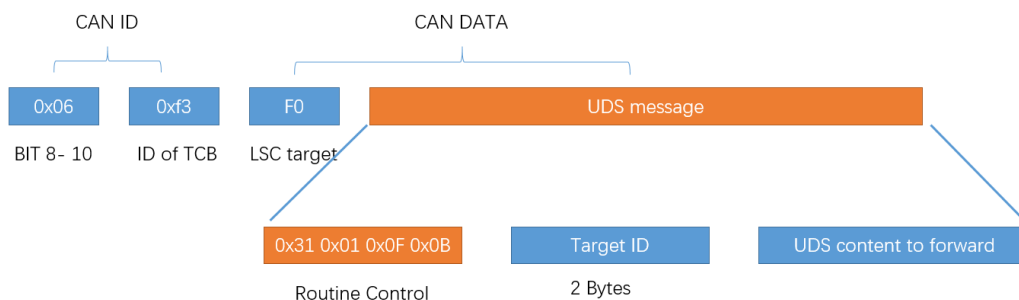 CAN ID
CAN DATA
0x06
0xf3
F0
UDS message
BIT 8- 10
ID of TCB
LSC target
0x31 0x01 0x0F 0x0B
Target ID
UDS content to forward
Routine Control
2 Bytes